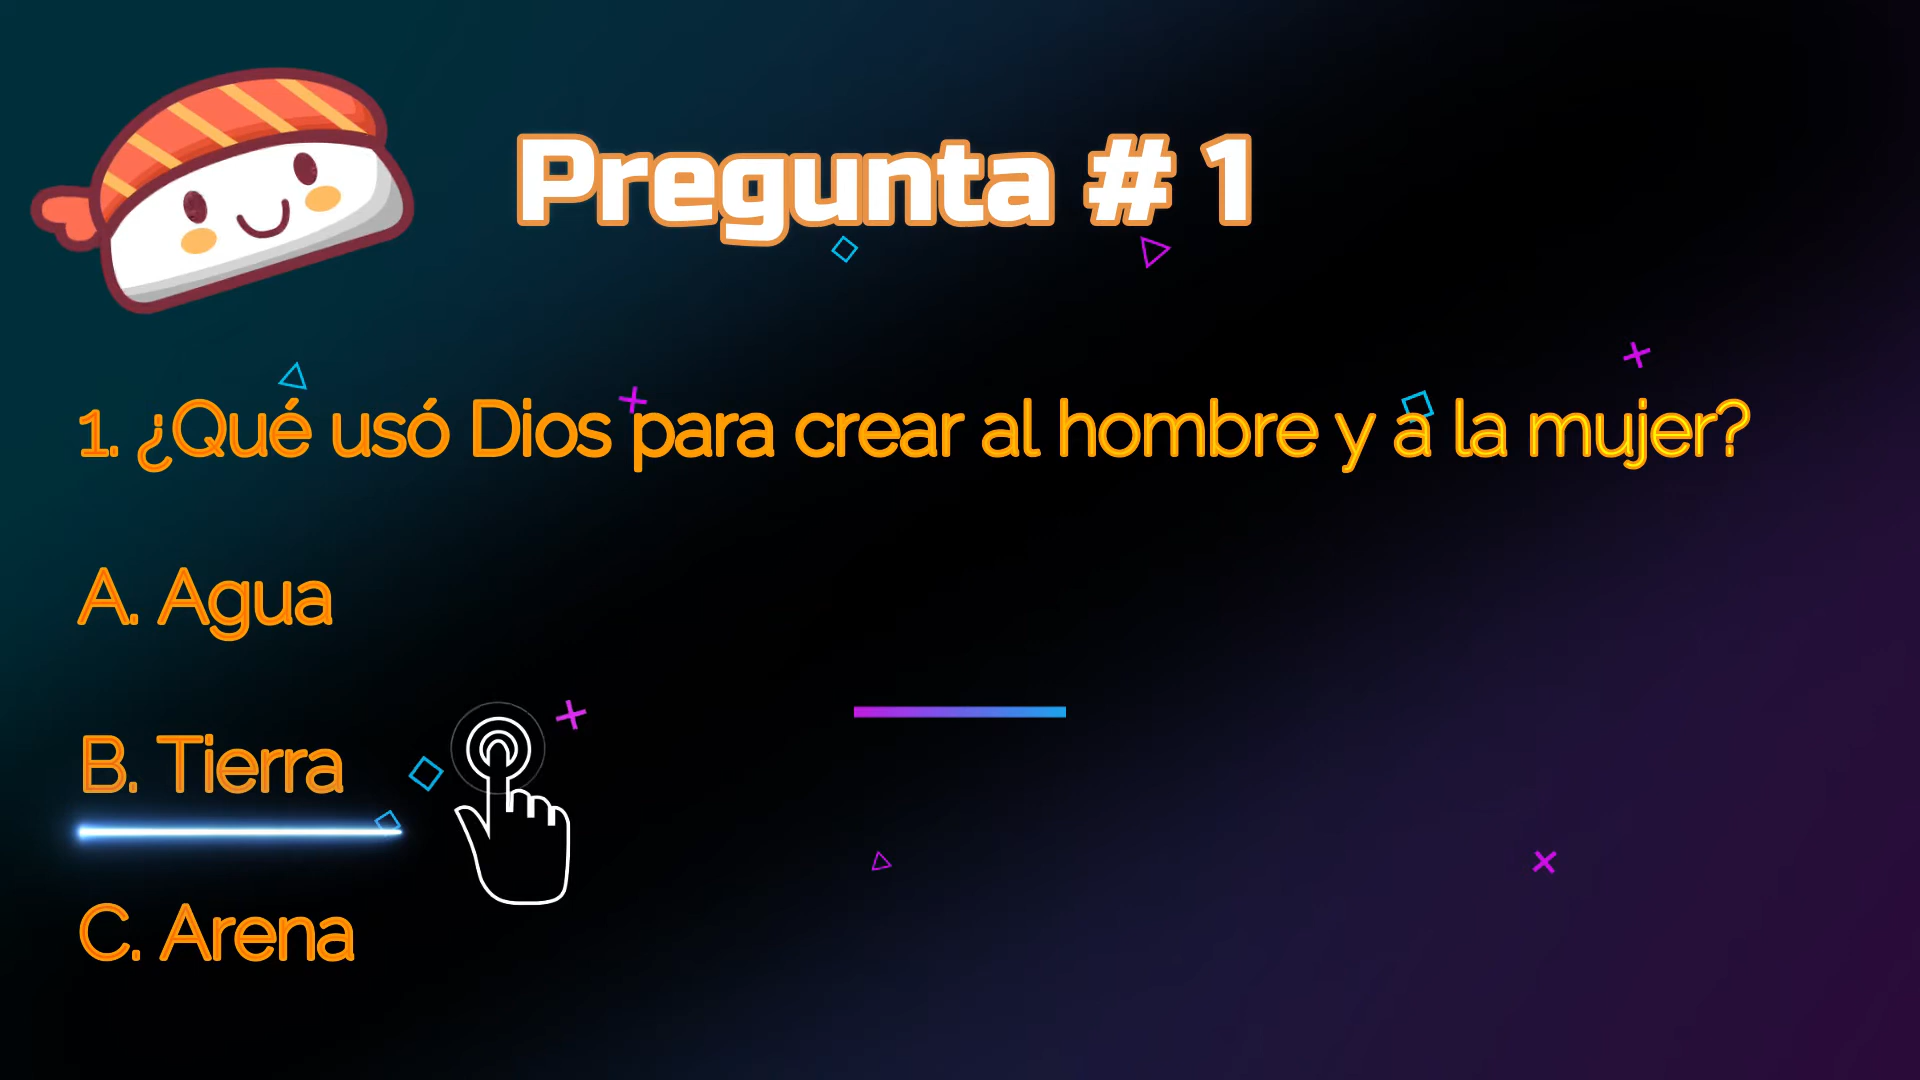 Pregunta # 1
1. ¿Qué usó Dios para crear al hombre y a la mujer?
A. Agua
B. Tierra
C. Arena